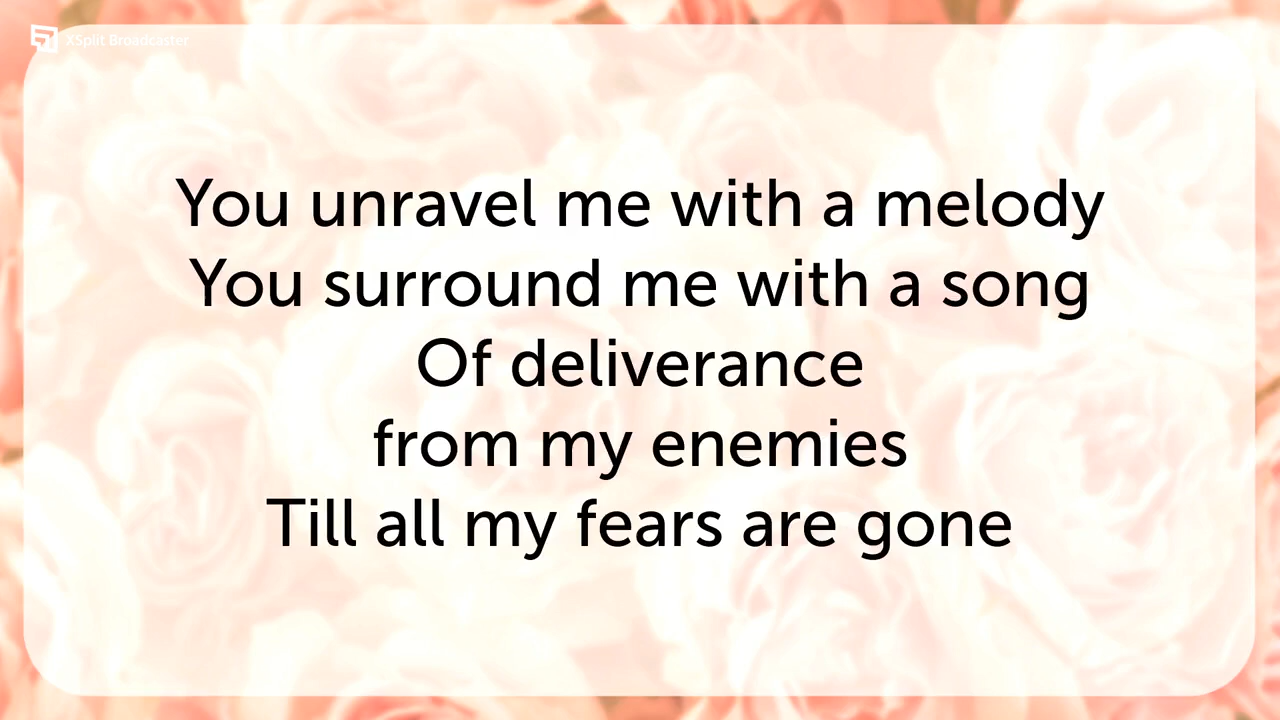 XSplit Broadcaster
You unravel me with a melody
You surround me with a song
Of deliverance
from my enemies
Till all my fears are gone